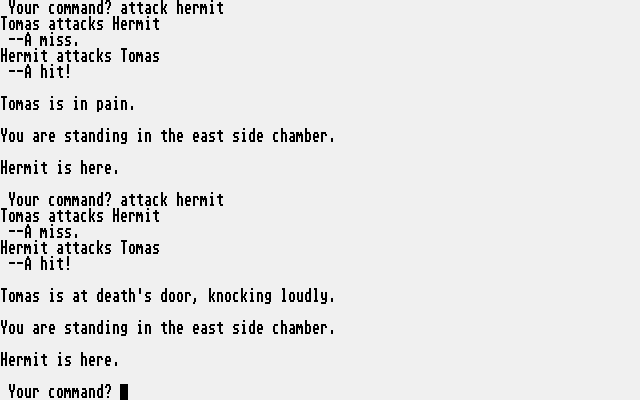 Your command? attack hermit
Tomas attacks Hermit
--A miss.
Hermit attacks Tomas
--A hit!
Tomas is in pain.
You are standing in the east side chamber.
Hermit is here.
Your command? attack hermit
Tomas attacks Hermit
--A miss.
Hermit attacks Tomas
--A hit!
Tomas is at death's door, knocking loudly.
You are standing in the east side chamber.
Hermit is here.
Your command?